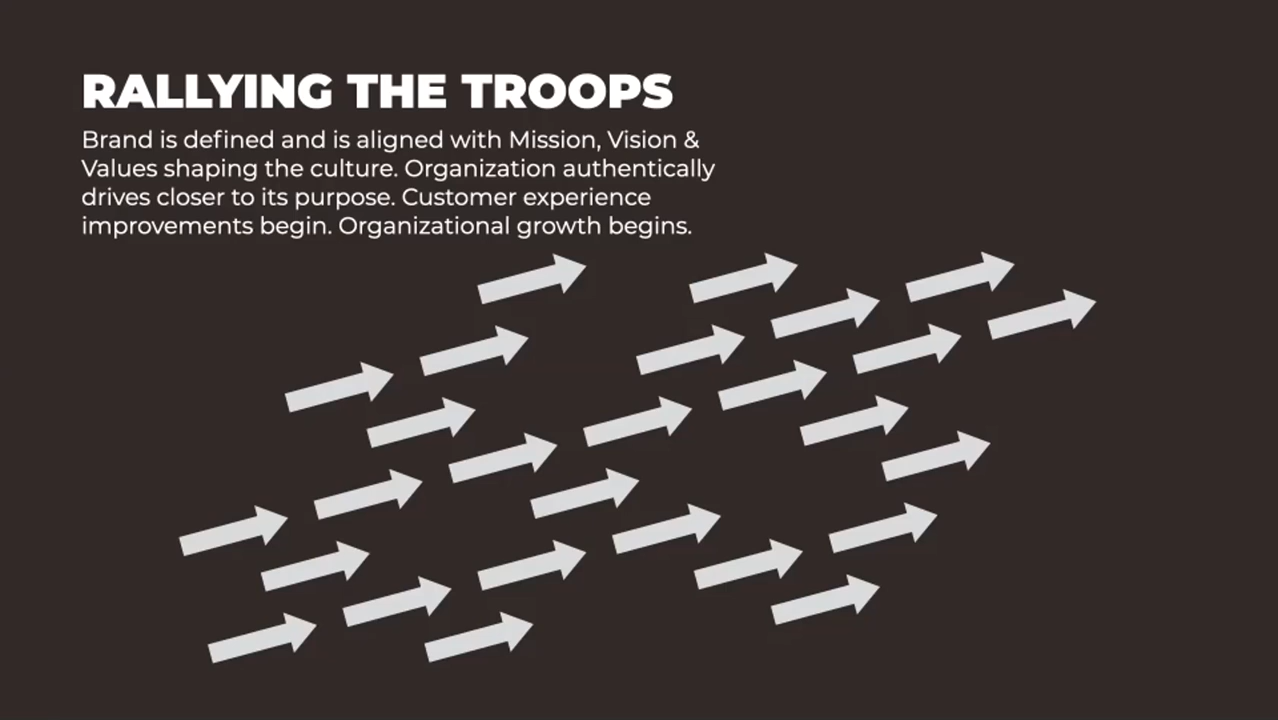 RALLYING THE TROOPS
Brand is defined and is aligned with Mission, Vision &
Values shaping the culture. Organization authentically
drives closer to its purpose. Customer experience
improvements begin. Organizational growth begins.